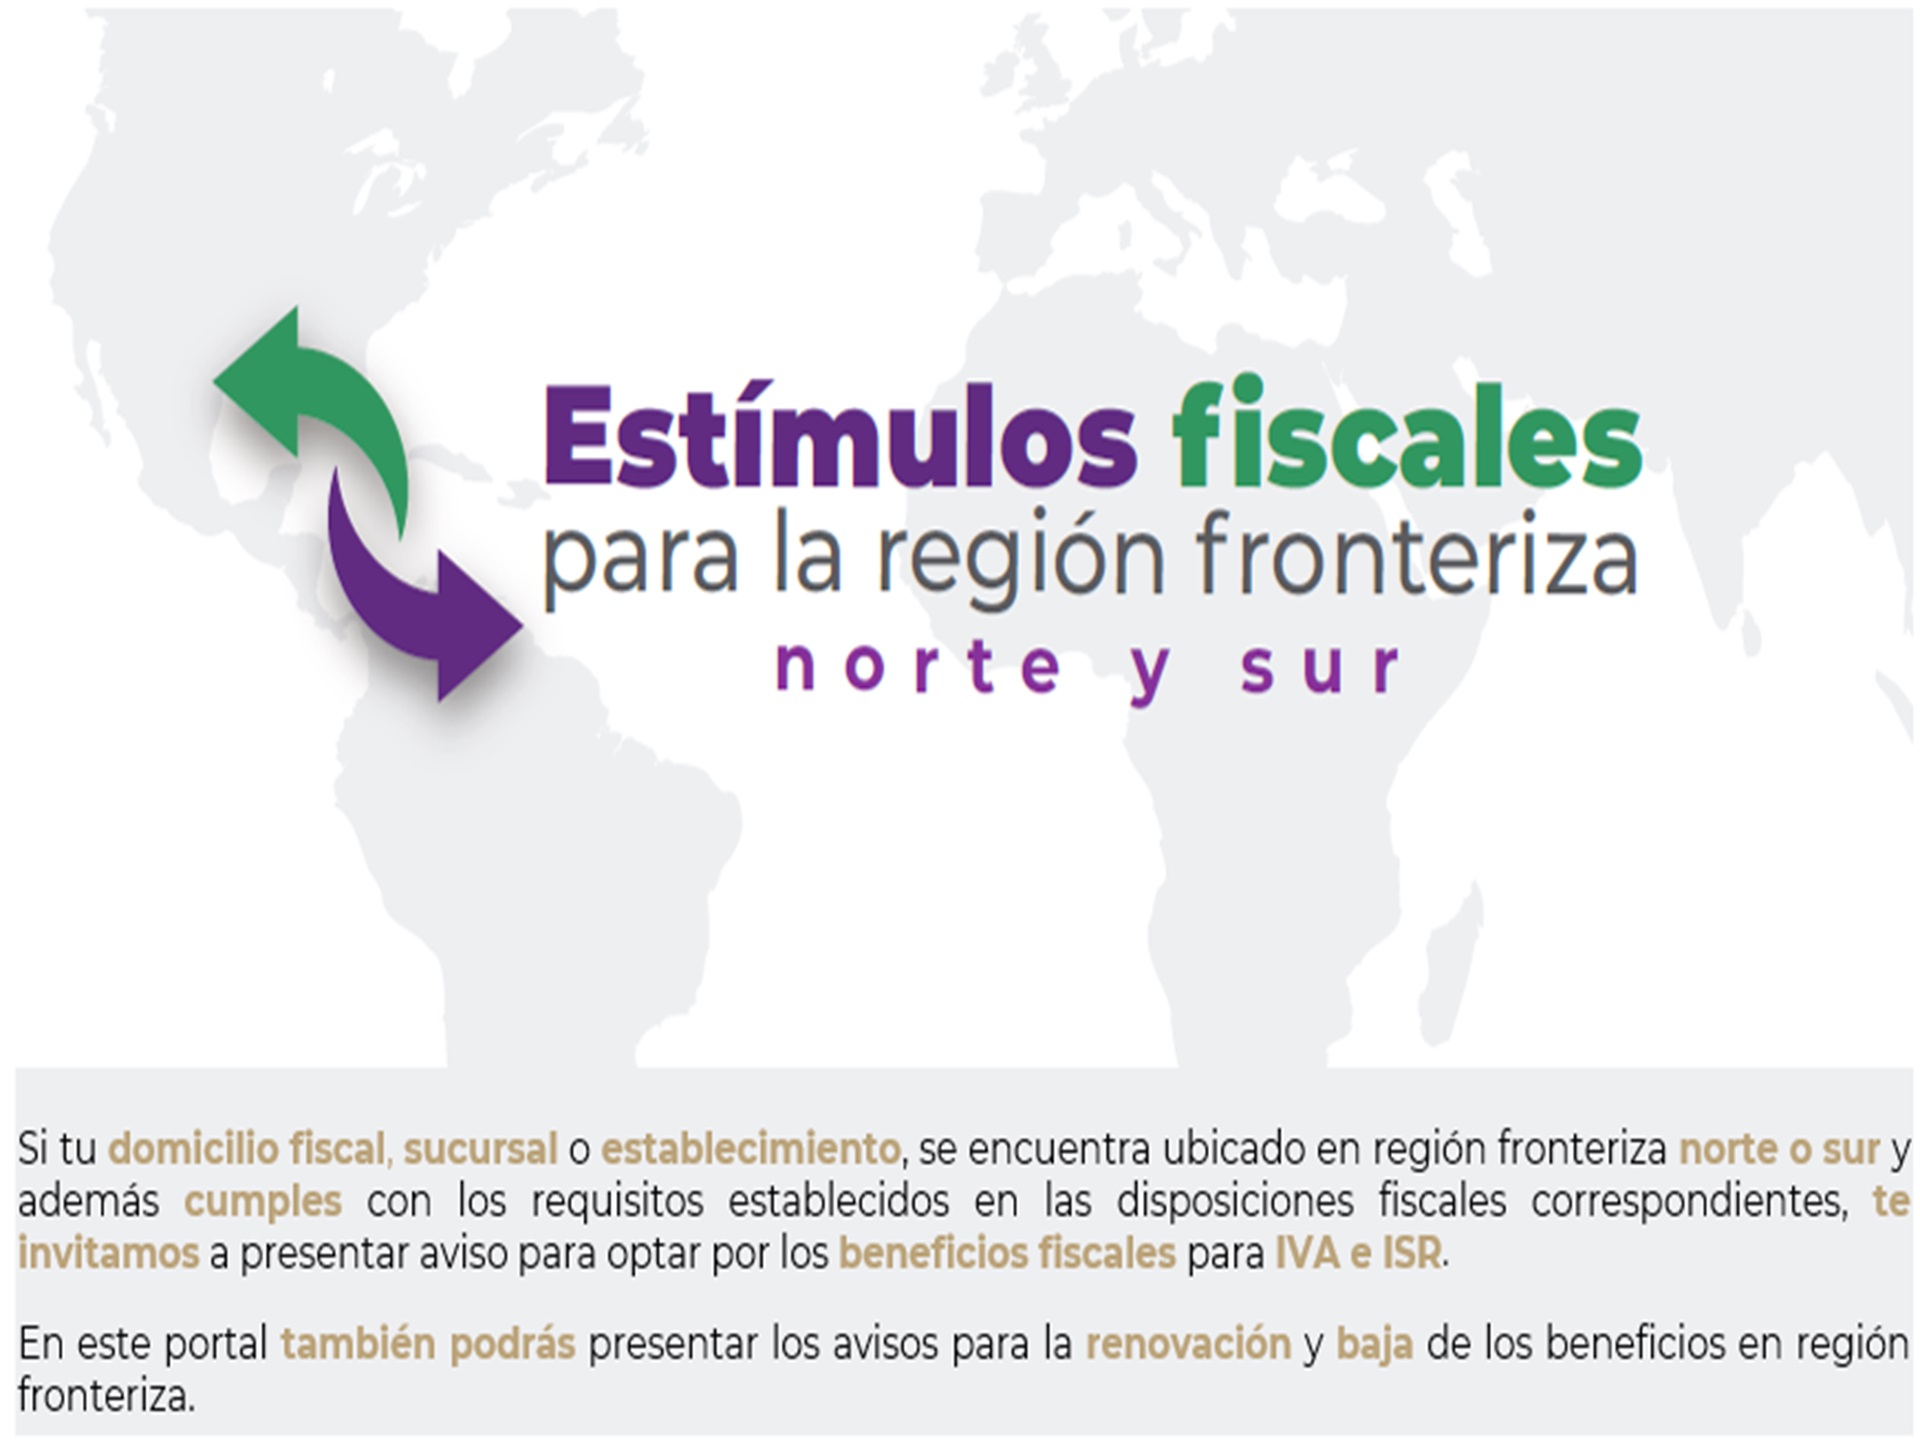 Estímulos fiscales
para la región fronteriza
norte y sur
Si tu domicilio fiscal, sucursal o establecimiento, se encuentra ubicado en región fronteriza norte o sur y
además cumples con los requisitos establecidos en las disposiciones fiscales correspondientes, te
invitamos a presentar aviso para optar por los beneficios fiscales para IVA e ISR.
En este portal también podrás presentar los avisos para la renovación y baja de los beneficios en región
fronteriza.